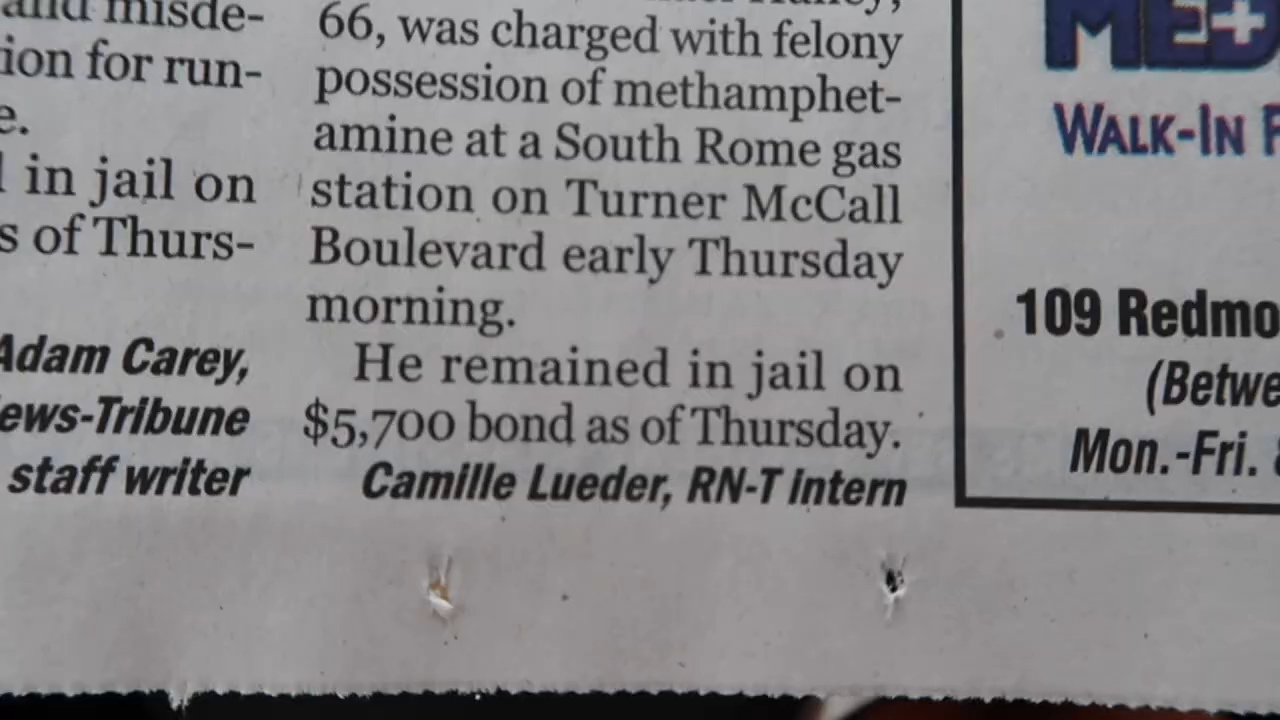 and misde-
ion for run-
e.
in jail on
s of Thurs-
Adam Carey,
ews-Tribune
staff writer
66, was charged with felony
possession of methamphet-
amine at a South Rome gas
station on Turner McCall
Boulevard early Thursday
morning.
He remained in jail on
$5,700 bond as of Thursday.
Camille Lueder, RN-T intern
MED
WALK-IN F
109 Redmo
(Betwe
Mon.-Fri.